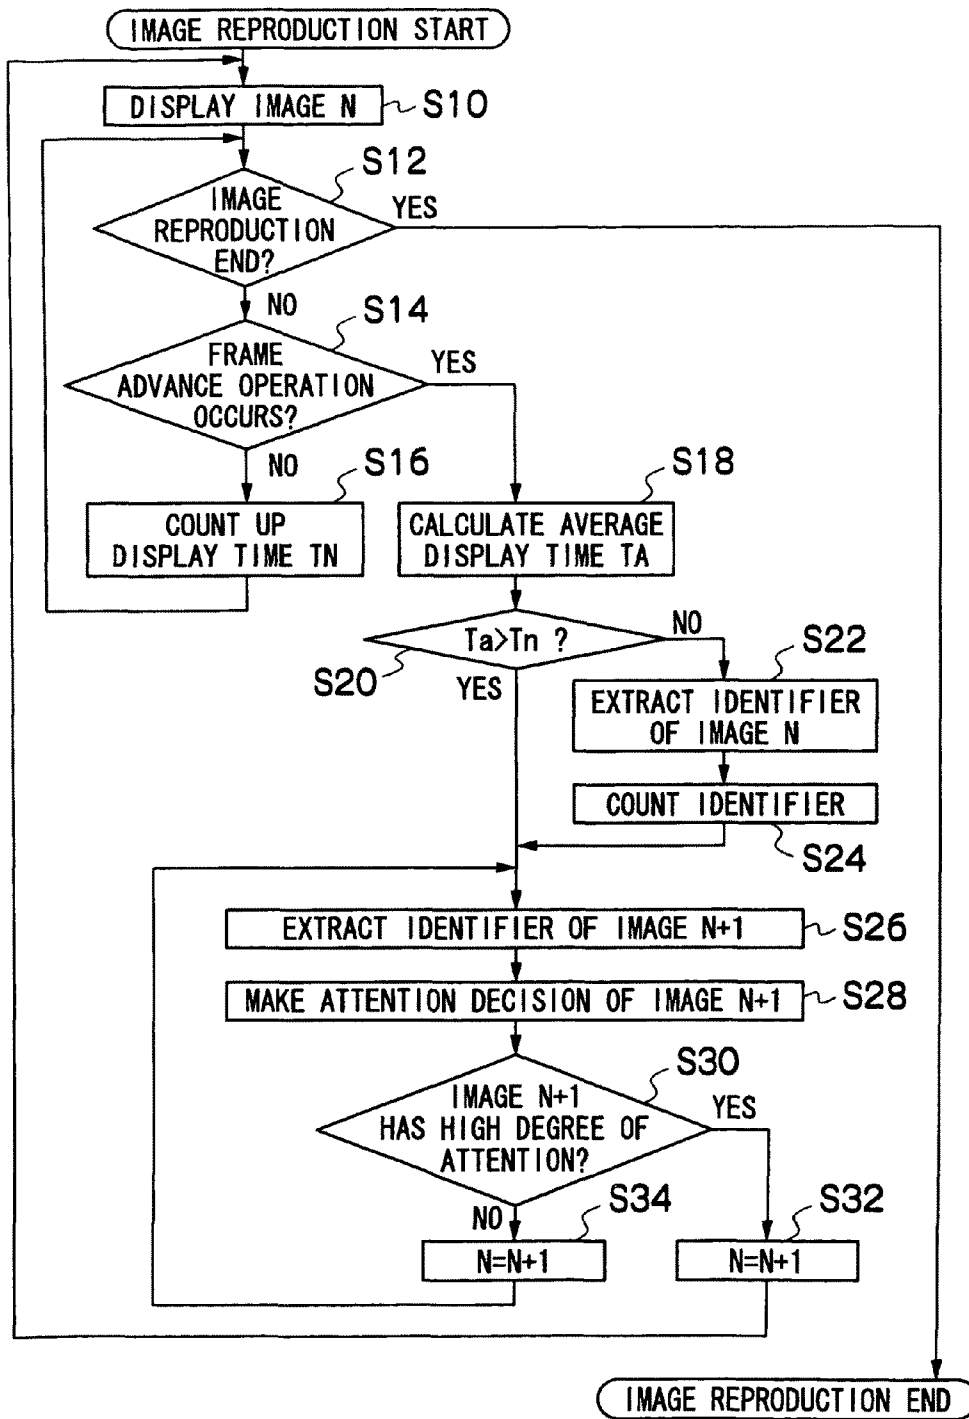 IMAGE REPRODUCTION START
DISPLAY IMAGE N
S10
S12
IMAGE
REPRODUCTION
END?
YES
NO
S14
FRAME
ADVANCE OPERATION
OCCURS?
YES
NO
S16
COUNT UP
DISPLAY TIME TN
S18
CALCULATE AVERAGE
DISPLAY TIME TA
Ta>Tn ?
NO
S20
YES
S22
EXTRACT IDENTIFIER
OF IMAGE N
COUNT IDENTIFIER
S24
EXTRACT IDENTIFIER OF IMAGE N+1
S26
MAKE ATTENTION DECISION OF IMAGE N+1
S28
S30
IMAGE N+1
HAS HIGH DEGREE OF
ATTENTION?
YES
NO
S34
N=N+1
S32
N=N+1
IMAGE REPRODUCTION END